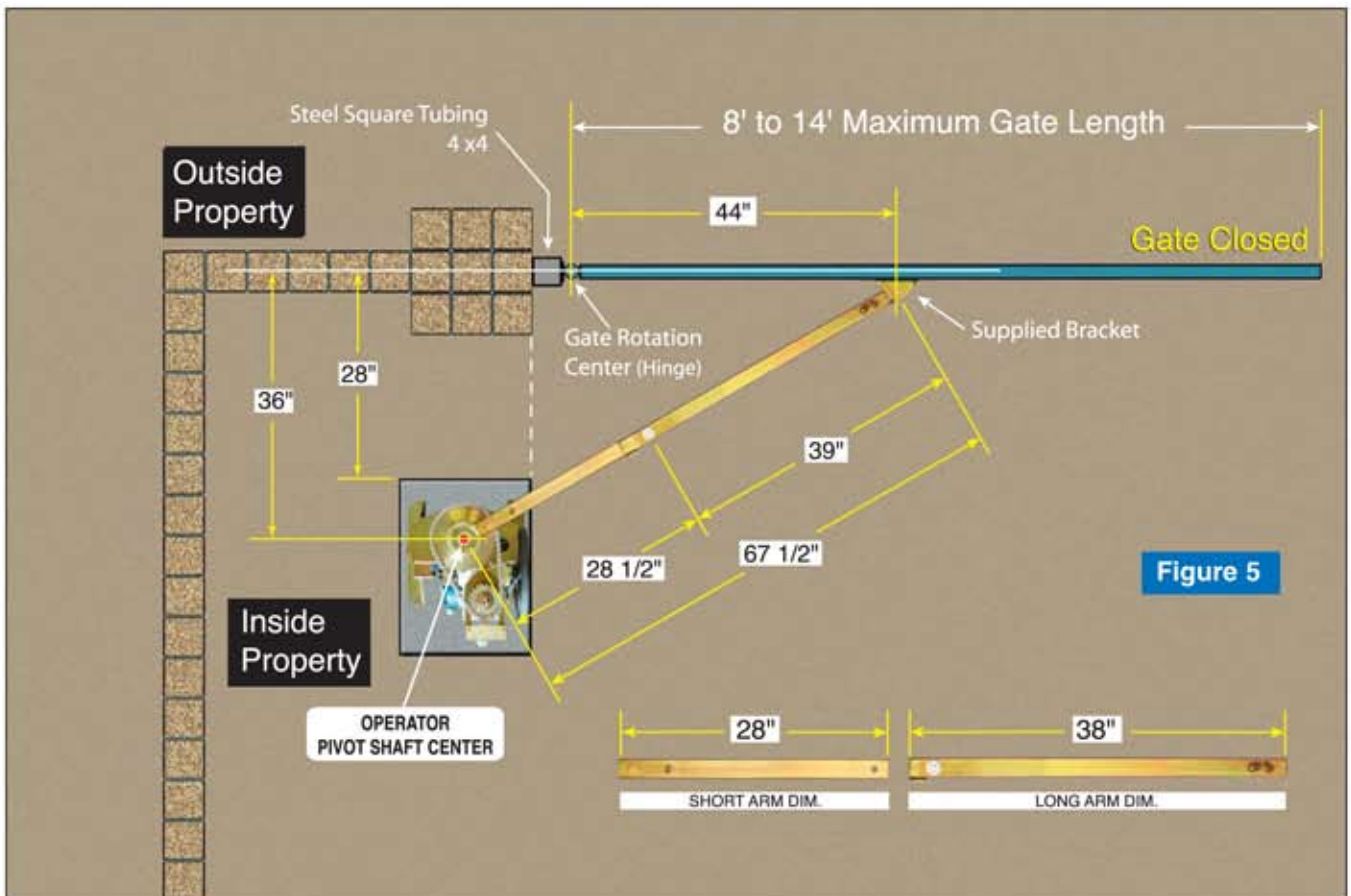 Steel Square Tubing
4 x4
8' to 14' Maximum Gate Length
Outside
Property
44"
Gate Closed
Gate Rotation
Center (Hinge)
Supplied Bracket
28"
36"
39"
28 1/2"
67 1/2"
Figure 5
Inside
Property
OPERATOR
PIVOT SHAFT CENTER
28"
38"
SHORT ARM DIM.
LONG ARM DIM.